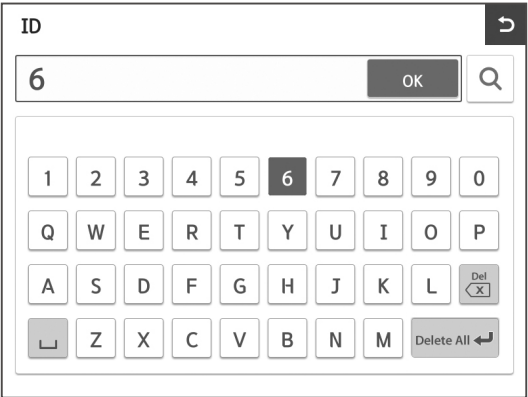 ID
6 OK
1 2 3 4 5 6 7 8 9 0
Q W E R T Y U I O P
A S D F G H J K L Del
Z X C V B N M Delete All